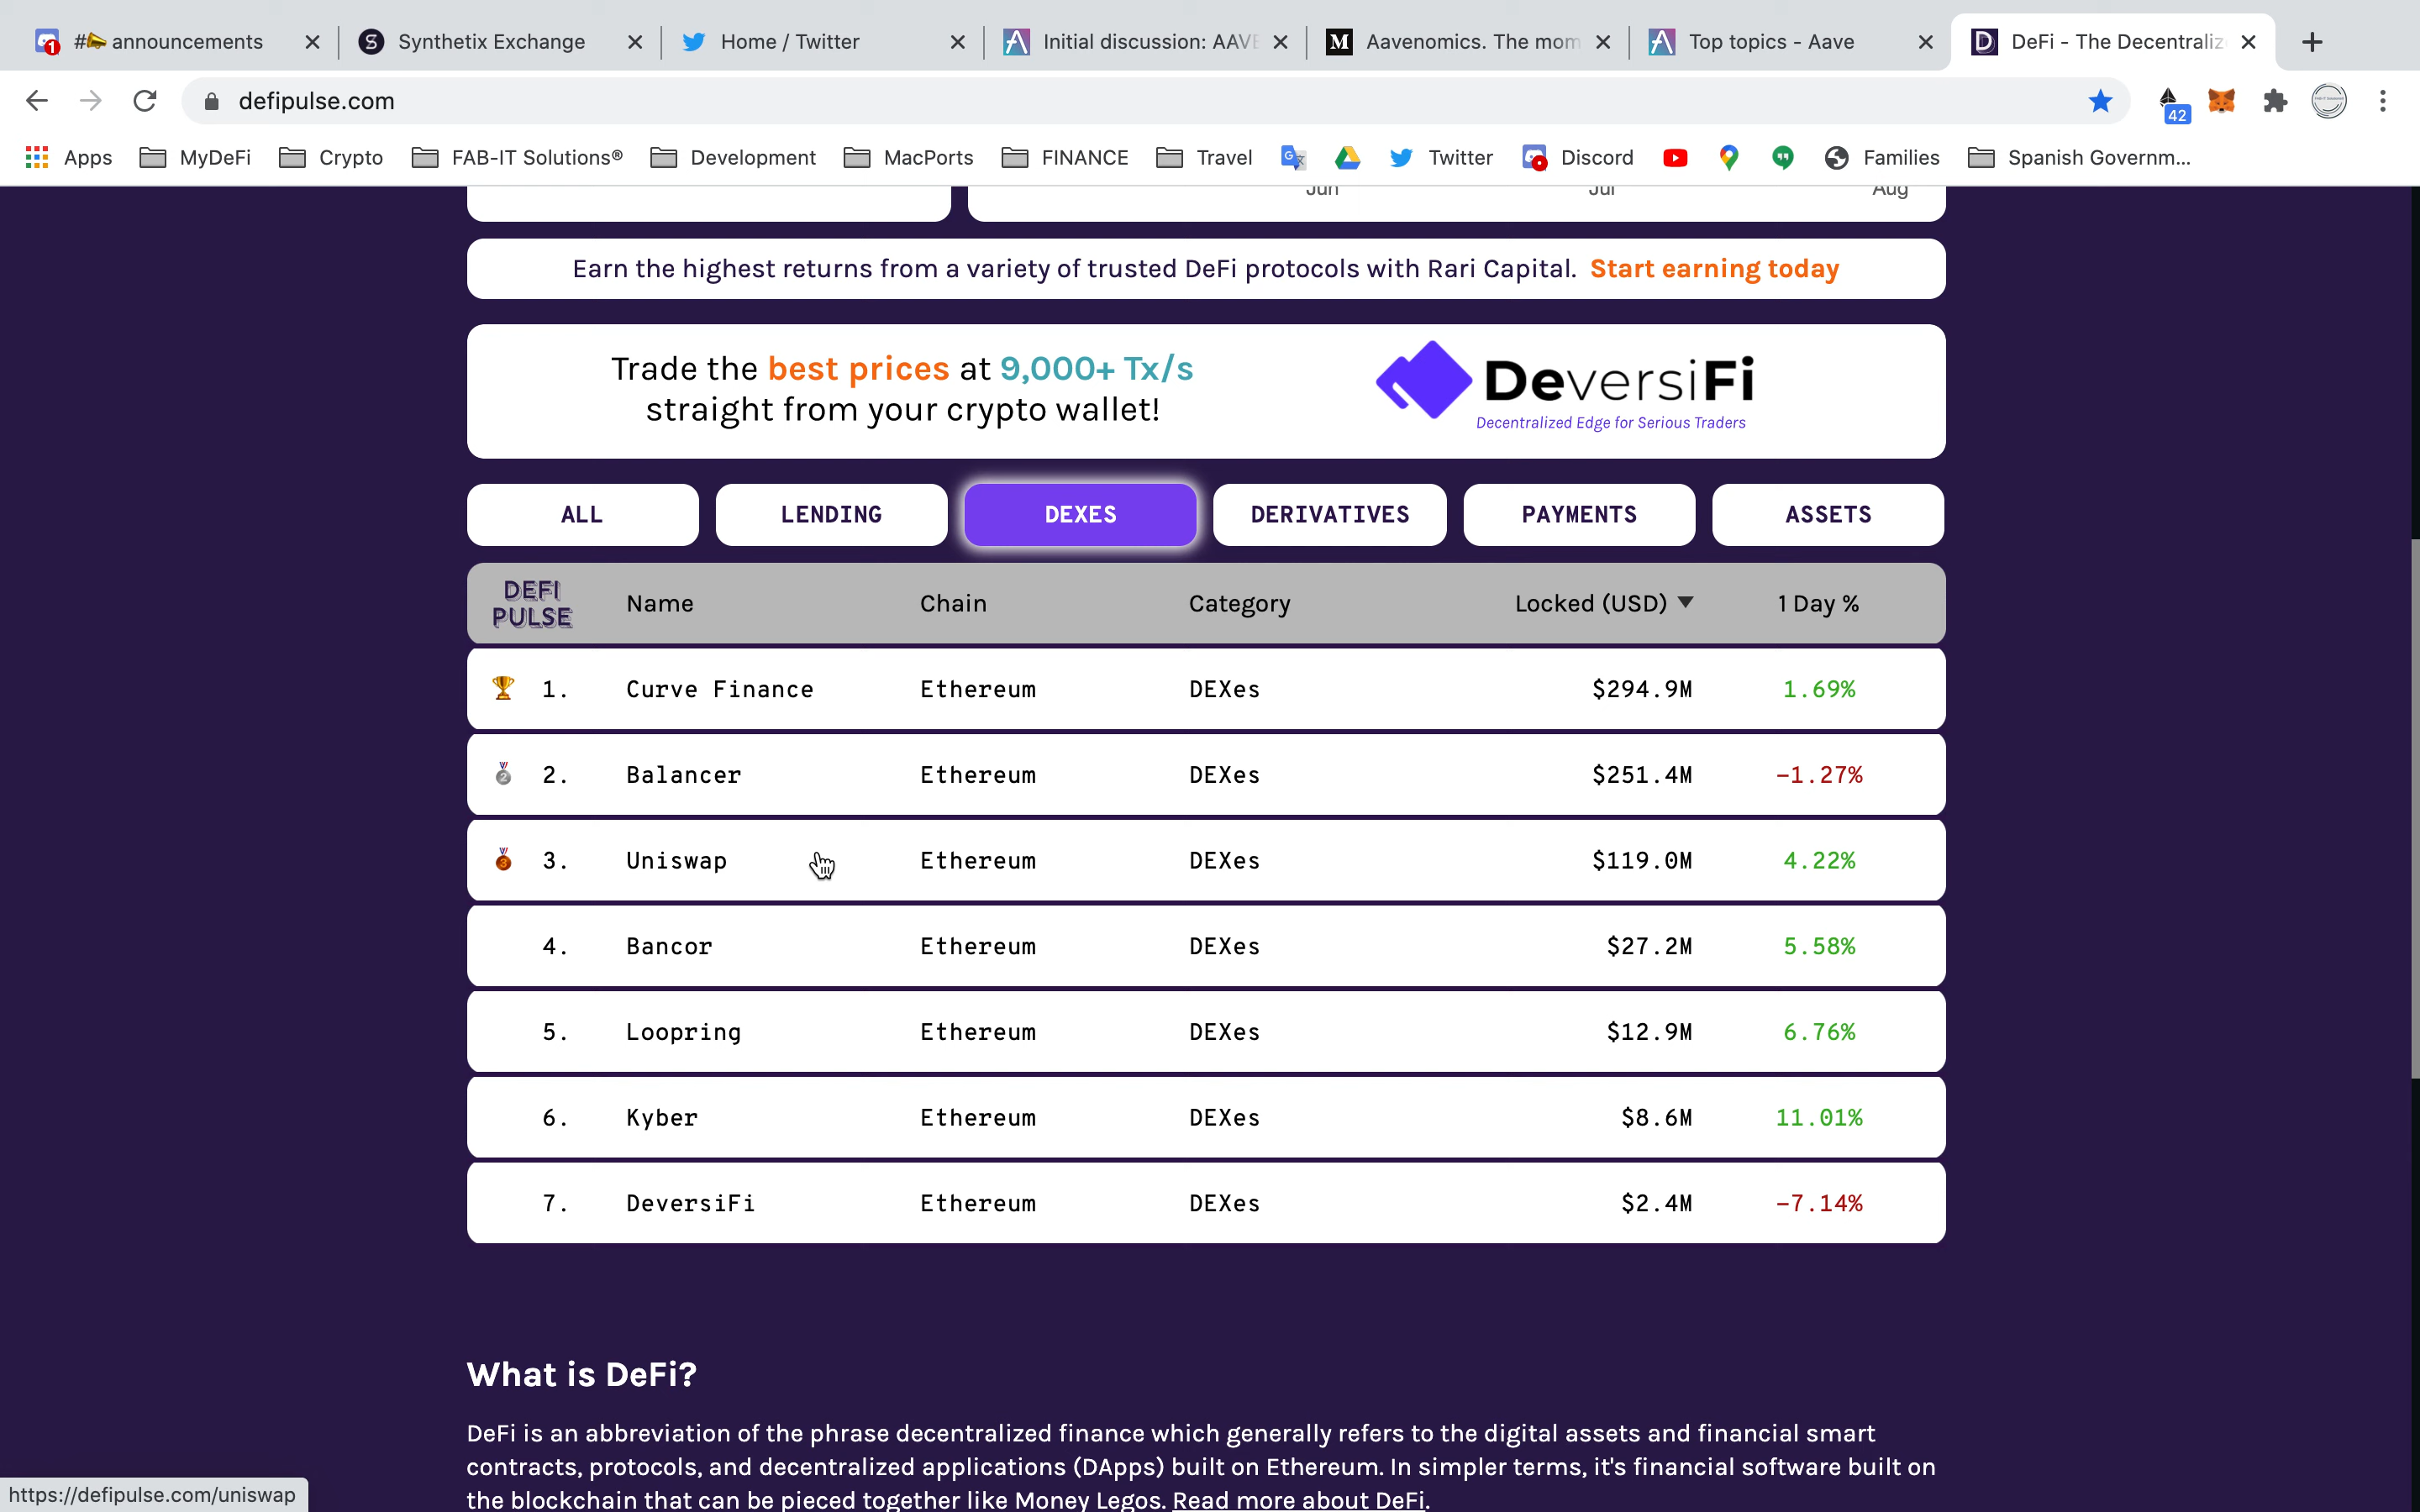 #📣 announcements Synthetix Exchange Home / Twitter Initial discussion: AAVE Aavenomics. The mom Top topics - Aave DeFi - The Decentraliz
defipulse.com 42
Apps MyDeFi Crypto FAB-IT Solutions® Development MacPorts FINANCE Travel Twitter Discord Families Spanish Governm...
Jun Jul Aug
Earn the highest returns from a variety of trusted DeFi protocols with Rari Capital. Start earning today
Trade the best prices at 9,000+ Tx/s
straight from your crypto wallet!
DeversiFi
Decentralized Edge for Serious Traders
ALL LENDING DEXES DERIVATIVES PAYMENTS ASSETS
DEFI PULSE Name Chain Category Locked (USD) ▼ 1 Day %
1. Curve Finance Ethereum DEXes $294.9M 1.69%
2. Balancer Ethereum DEXes $251.4M -1.27%
3. Uniswap Ethereum DEXes $119.0M 4.22%
4. Bancor Ethereum DEXes $27.2M 5.58%
5. Loopring Ethereum DEXes $12.9M 6.76%
6. Kyber Ethereum DEXes $8.6M 11.01%
7. DeversiFi Ethereum DEXes $2.4M -7.14%
What is DeFi?
DeFi is an abbreviation of the phrase decentralized finance which generally refers to the digital assets and financial smart
contracts, protocols, and decentralized applications (DApps) built on Ethereum. In simpler terms, it's financial software built on
the blockchain that can be pieced together like Money Legos. Read more about DeFi.
https://defipulse.com/uniswap